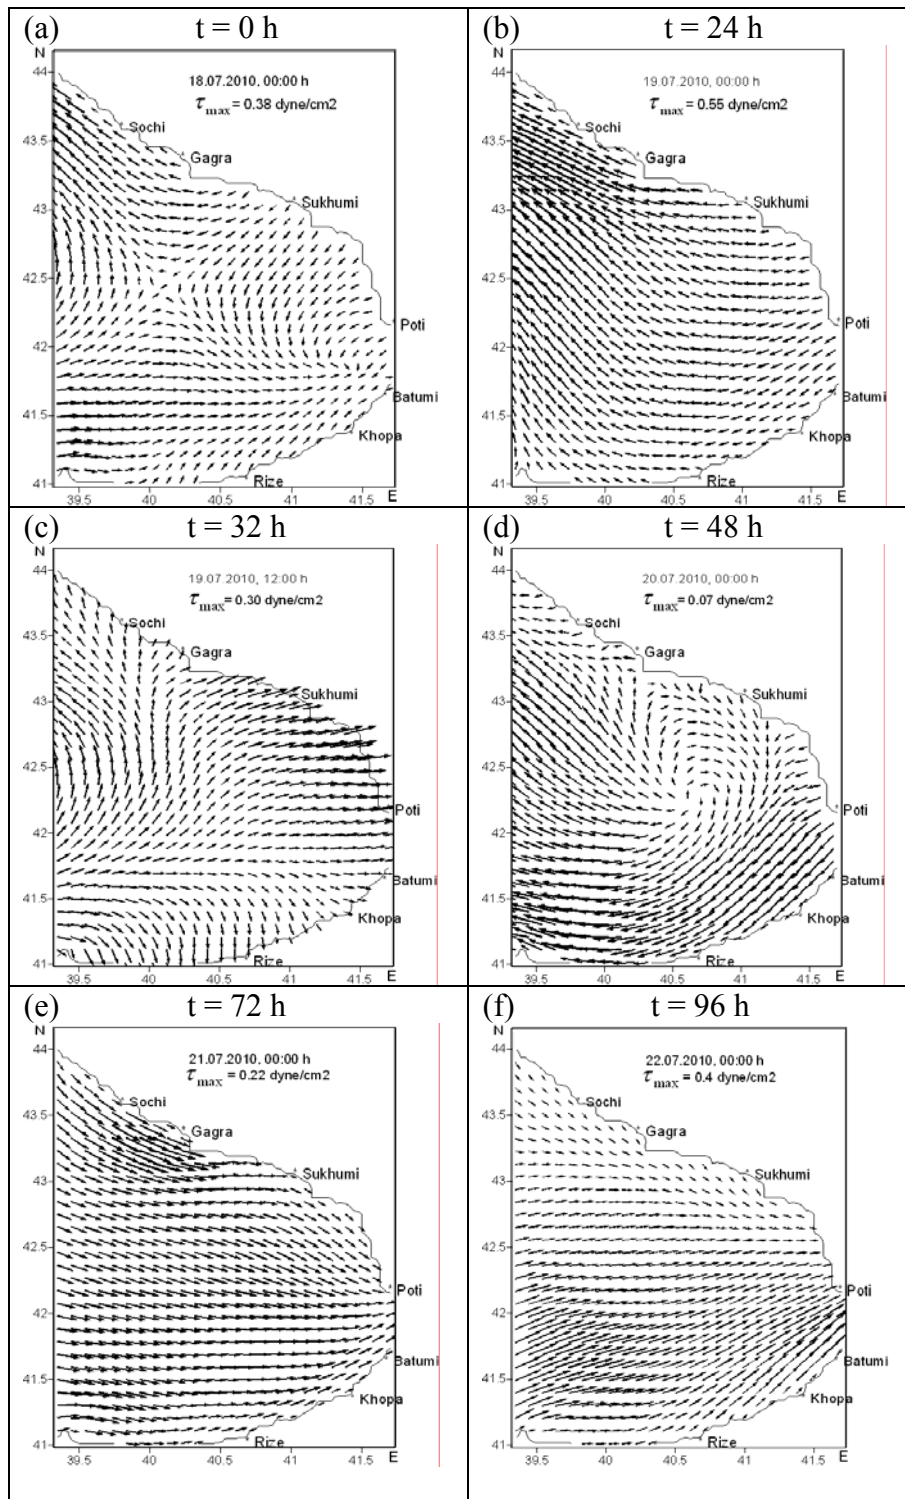 (a) t = 0 h
N
44
18.07.2010, 00:00 h
τmax = 0.38 dyne/cm2
Sochi
43.5
Gagra
43
Sukhumi
42.5
Poti
42
Batumi
41.5
Khopa
41
Rize
39.5 40 40.5 41 41.5 E
(b) t = 24 h
N
44
19.07.2010, 00:00 h
τmax = 0.55 dyne/cm2
Sochi
43.5
Gagra
43
Sukhumi
42.5
Poti
42
Batumi
41.5
Khopa
41
Rize
39.5 40 40.5 41 41.5 E
(c) t = 32 h
N
44
19.07.2010, 12:00 h
τmax = 0.30 dyne/cm2
Sochi
43.5
Gagra
43
Sukhumi
42.5
Poti
42
Batumi
41.5
Khopa
41
Rize
39.5 40 40.5 41 41.5 E
(d) t = 48 h
N
44
20.07.2010, 00:00 h
τmax = 0.07 dyne/cm2
Sochi
43.5
Gagra
43
Sukhumi
42.5
Poti
42
Batumi
41.5
Khopa
41
Rize
39.5 40 40.5 41 41.5 E
(e) t = 72 h
N
44
21.07.2010, 00:00 h
τmax = 0.22 dyne/cm2
Sochi
43.5
Gagra
43
Sukhumi
42.5
Poti
42
Batumi
41.5
Khopa
41
Rize
39.5 40 40.5 41 41.5 E
(f) t = 96 h
N
44
22.07.2010, 00:00 h
τmax = 0.4 dyne/cm2
Sochi
43.5
Gagra
43
Sukhumi
42.5
Poti
42
Batumi
41.5
Khopa
41
Rize
39.5 40 40.5 41 41.5 E